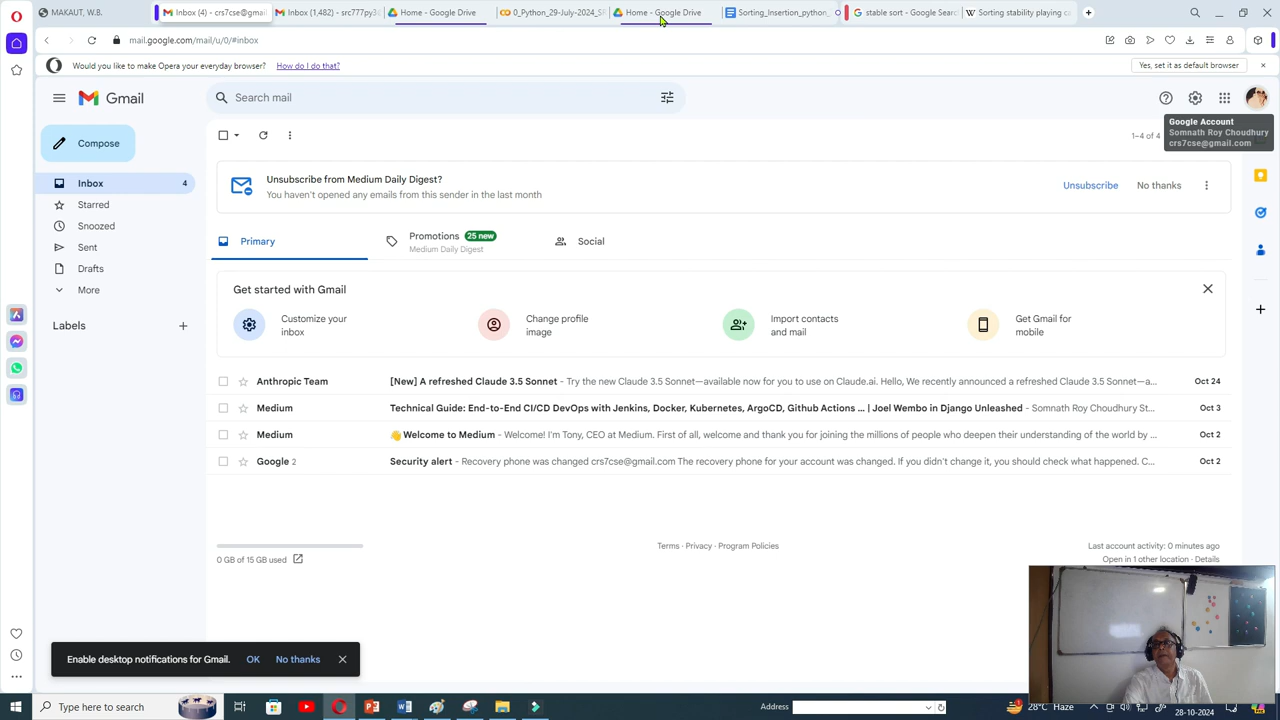 MAKAUT, W.B.
Inbox (4) - crs7cse@gmail
Inbox (1,482) - src777py3
Home - Google Drive
0_Python_29-July-2024_SF
Home - Google Drive
Sorting_Insertion_python_
stable sort - Google Searc
Sorting stability playing ca
mail.google.com/mail/u/0/#inbox
Would you like to make Opera your everyday browser? How do I do that?
Yes, set it as default browser
Gmail
Search mail
Google Account
Somnath Roy Choudhury
crs7cse@gmail.com
Compose
1–4 of 4
Unsubscribe from Medium Daily Digest?
You haven't opened any emails from this sender in the last month
Unsubscribe
No thanks
Inbox 4
Starred
Snoozed
Sent
Drafts
More
Labels
Primary
Promotions 25 new
Medium Daily Digest
Social
Get started with Gmail
Customize your
inbox
Change profile
image
Import contacts
and mail
Get Gmail for
mobile
Anthropic Team [New] A refreshed Claude 3.5 Sonnet - Try the new Claude 3.5 Sonnet—available now for you to use on Claude.ai. Hello, We recently announced a refreshed Claude 3.5 Sonnet—a... Oct 24
Medium Technical Guide: End-to-End CI/CD DevOps with Jenkins, Docker, Kubernetes, ArgoCD, Github Actions ... | Joel Wembo in Django Unleashed - Somnath Roy Choudhury St... Oct 3
Medium 👋 Welcome to Medium - Welcome! I'm Tony, CEO at Medium. First of all, welcome and thank you for joining the millions of people who deepen their understanding of the world by ... Oct 2
Google 2 Security alert - Recovery phone was changed crs7cse@gmail.com The recovery phone for your account was changed. If you didn't change it, you should check what happened. C... Oct 2
0 GB of 15 GB used
Terms · Privacy · Program Policies
Last account activity: 0 minutes ago
Open in 1 other location · Details
Enable desktop notifications for Gmail. OK No thanks
Type here to search
Address
28°C Haze
28-10-2024